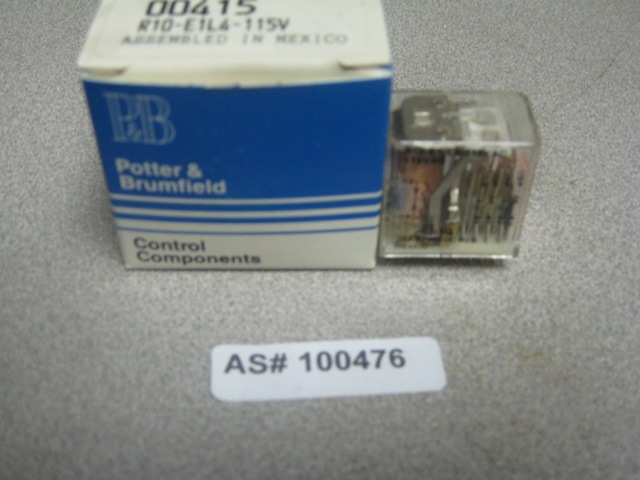 00415
R10-E1L4-115V
ASSEMBLED IN MEXICO
P&B
Potter &
Brumfield
Control
Components
AS# 100476